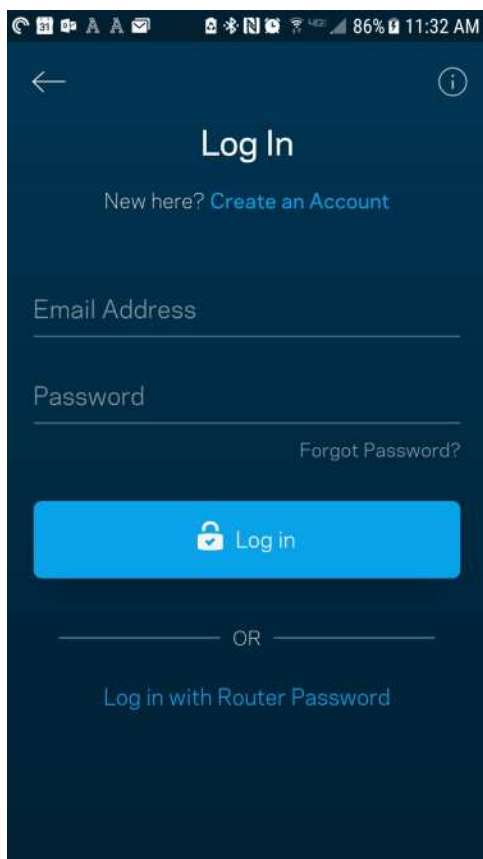 31 86% 11:32 AM
Log In
New here? Create an Account
Email Address
Password
Forgot Password?
Log in
OR
Log in with Router Password